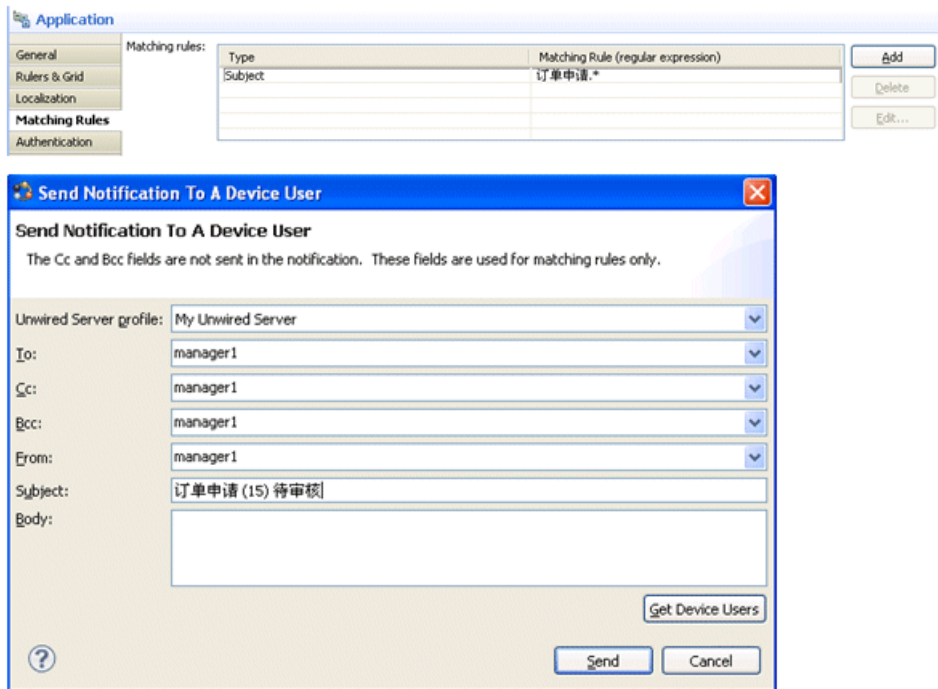 Application
General
Matching rules:
Type Matching Rule (regular expression)
Add
Rulers & Grid
Subject 订单申请.*
Delete
Localization
Matching Rules
Edit...
Authentication
Send Notification To A Device User
Send Notification To A Device User
The Cc and Bcc fields are not sent in the notification. These fields are used for matching rules only.
Unwired Server profile: My Unwired Server
To: manager1
Cc: manager1
Bcc: manager1
From: manager1
Subject: 订单申请 (15) 待审核
Body:
Get Device Users
? Send Cancel